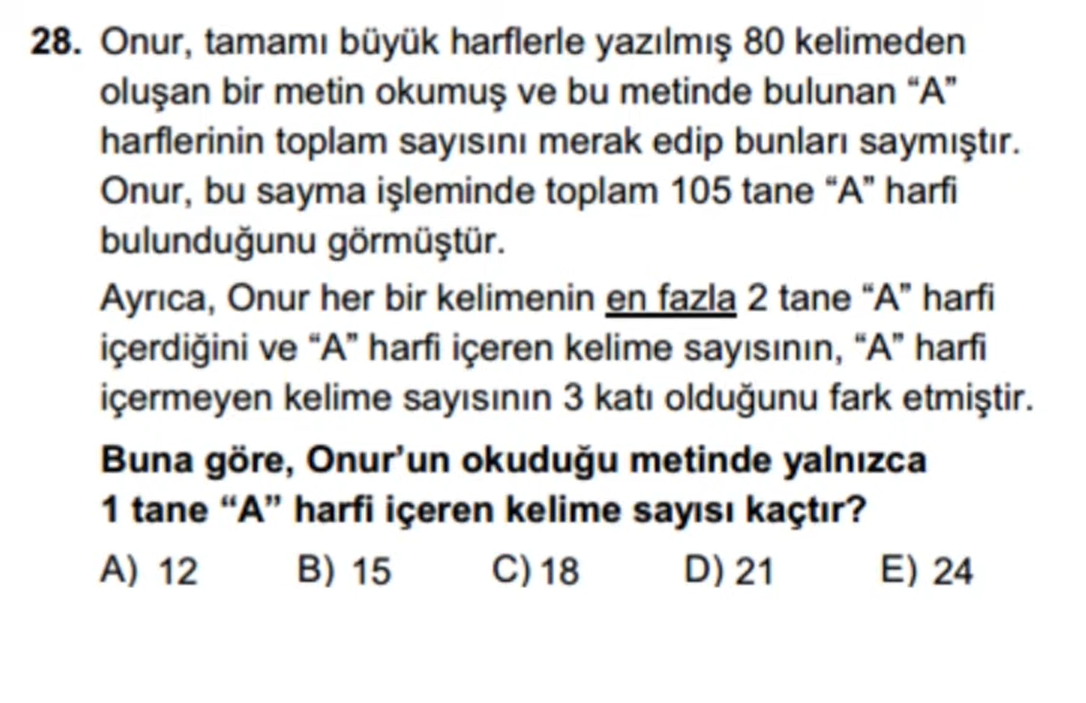 28. Onur, tamamı büyük harflerle yazılmış 80 kelimeden
oluşan bir metin okumuş ve bu metinde bulunan “A”
harflerinin toplam sayısını merak edip bunları saymıştır.
Onur, bu sayma işleminde toplam 105 tane “A” harfi
bulunduğunu görmüştür.
Ayrıca, Onur her bir kelimenin en fazla 2 tane “A” harfi
içerdiğini ve “A” harfi içeren kelime sayısının, “A” harfi
içermeyen kelime sayısının 3 katı olduğunu fark etmiştir.
Buna göre, Onur’un okuduğu metinde yalnızca
1 tane “A” harfi içeren kelime sayısı kaçtır?
A) 12 B) 15 C) 18 D) 21 E) 24